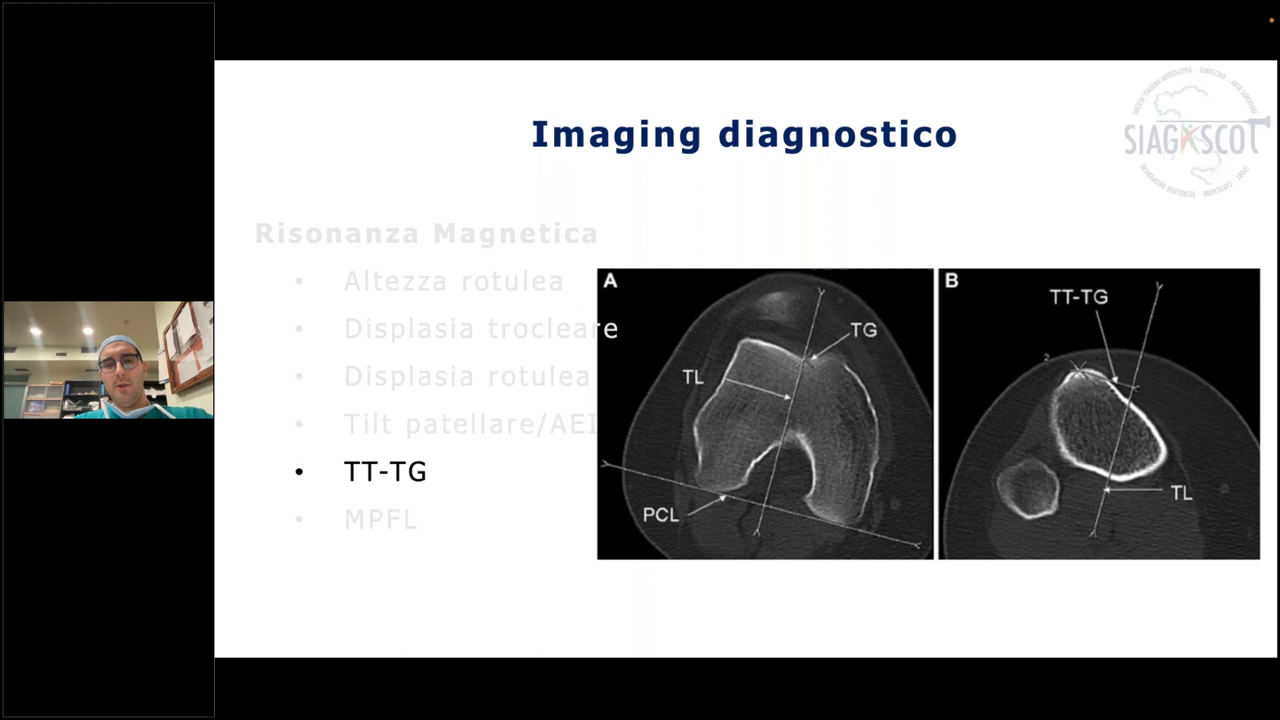 Imaging diagnostico
SIAGASCOT
Risonanza Magnetica
• Altezza rotulea
• Displasia trocleare
• Displasia rotulea
• Tilt patellare/AEI
• TT-TG
• MPFL
A
TG
TL
PCL
B
TT-TG
2
TL